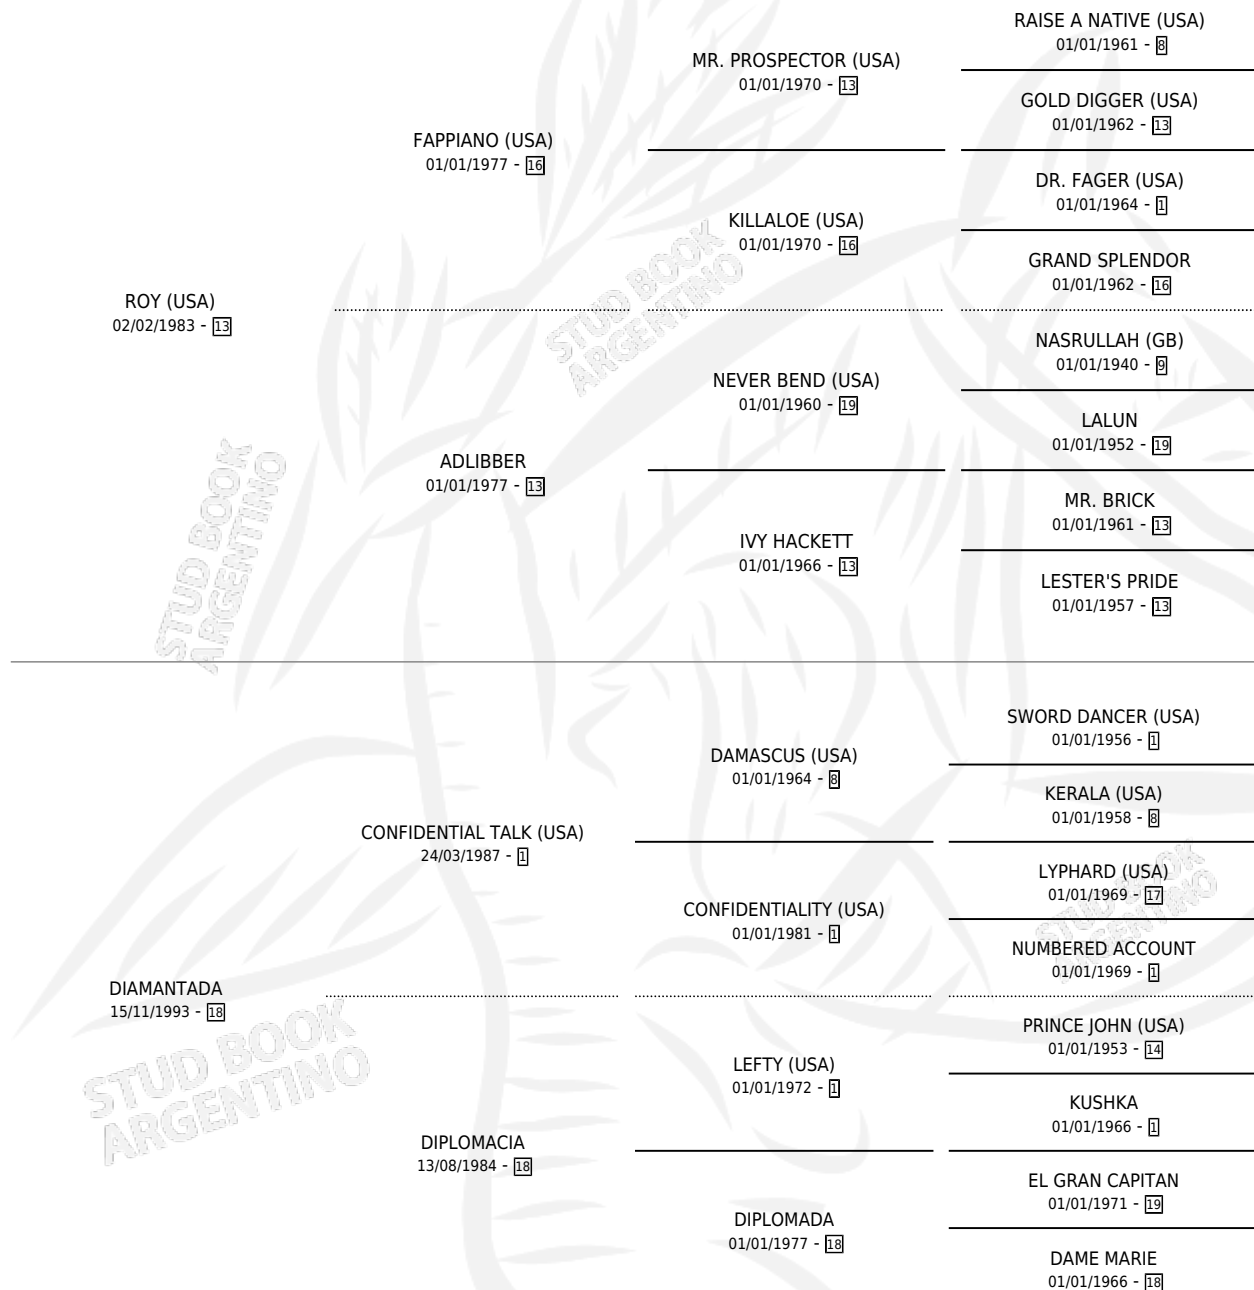 RAISE A NATIVE (USA)
01/01/1961 - 8
MR. PROSPECTOR (USA)
01/01/1970 - 13
GOLD DIGGER (USA)
01/01/1962 - 13
FAPPIANO (USA)
01/01/1977 - 16
DR. FAGER (USA)
01/01/1964 - 1
KILLALOE (USA)
01/01/1970 - 16
GRAND SPLENDOR
01/01/1962 - 16
ROY (USA)
02/02/1983 - 13
NASRULLAH (GB)
01/01/1940 - 9
NEVER BEND (USA)
01/01/1960 - 19
LALUN
01/01/1952 - 19
ADLIBBER
01/01/1977 - 13
MR. BRICK
01/01/1961 - 13
IVY HACKETT
01/01/1966 - 13
LESTER'S PRIDE
01/01/1957 - 13
SWORD DANCER (USA)
01/01/1956 - 1
DAMASCUS (USA)
01/01/1964 - 8
KERALA (USA)
01/01/1958 - 8
CONFIDENTIAL TALK (USA)
24/03/1987 - 1
LYPHARD (USA)
01/01/1969 - 17
CONFIDENTIALITY (USA)
01/01/1981 - 1
NUMBERED ACCOUNT
01/01/1969 - 1
DIAMANTADA
15/11/1993 - 18
PRINCE JOHN (USA)
01/01/1953 - 14
LEFTY (USA)
01/01/1972 - 1
KUSHKA
01/01/1966 - 1
DIPLOMACIA
13/08/1984 - 18
EL GRAN CAPITAN
01/01/1971 - 19
DIPLOMADA
01/01/1977 - 18
DAME MARIE
01/01/1966 - 18
STUD BOOK
ARGENTINO
STUD BOOK
ARGENTINO
STUD BOOK
ARGENTINO
STUD BOOK
ARGENTINO